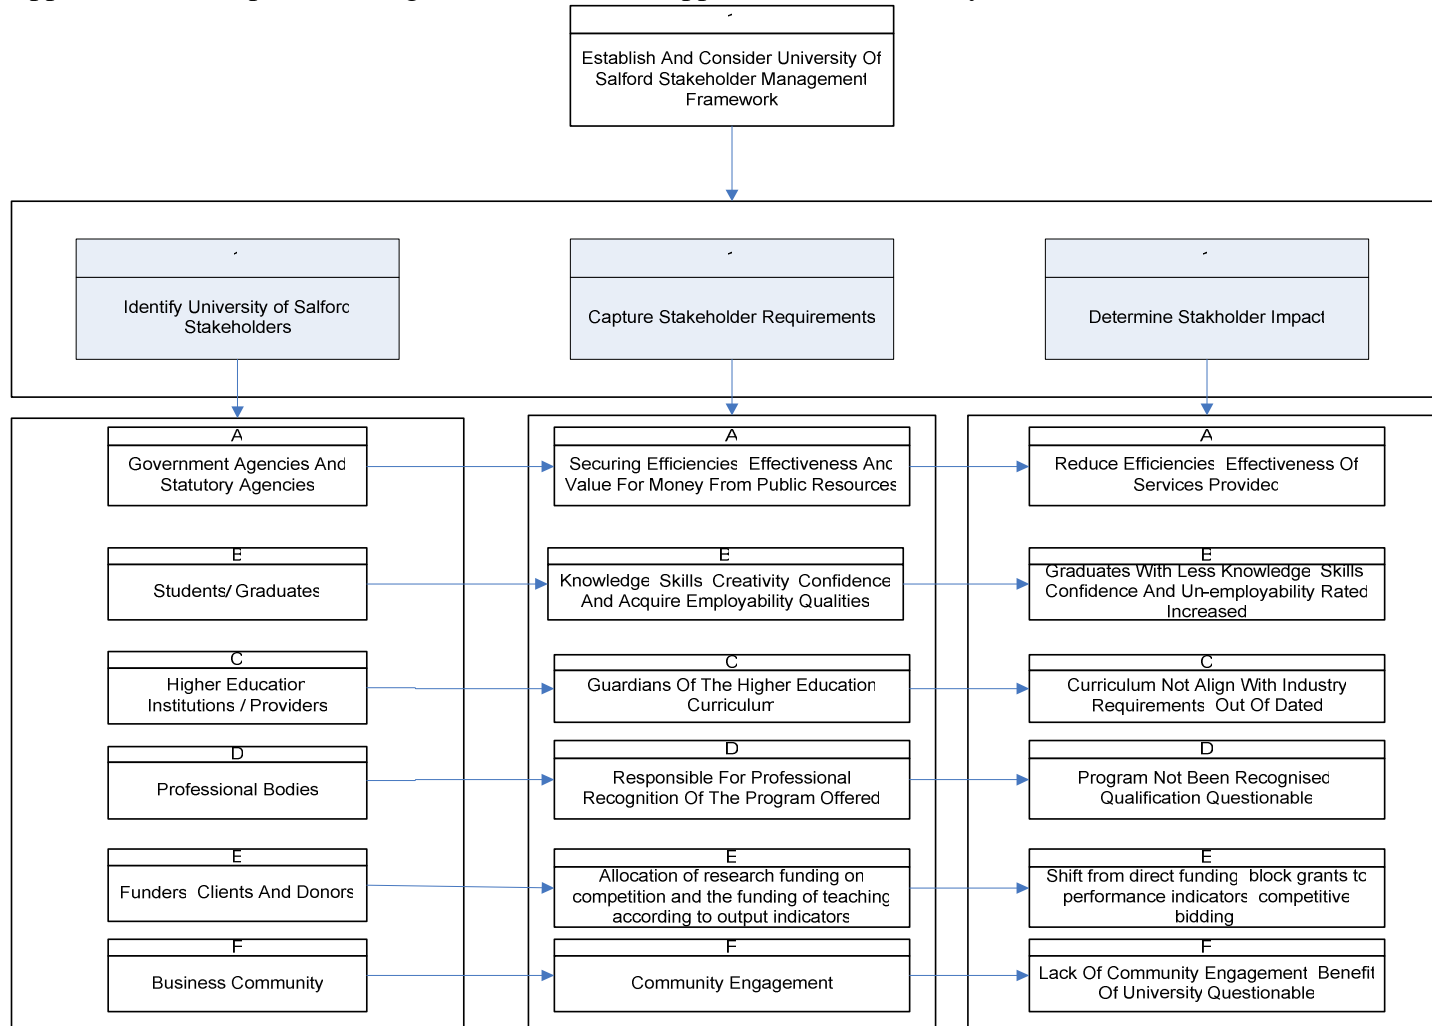 Establish And Consider University Of
Salford Stakeholder Management
Framework
Identify University of Salford
Stakeholders
Capture Stakeholder Requirements
Determine Stakholder Impact
A
Government Agencies And
Statutory Agencies
A
Securing Efficiencies Effectiveness And
Value For Money From Public Resources
A
Reduce Efficiencies Effectiveness Of
Services Provided
B
Students/ Graduates
B
Knowledge Skills Creativity Confidence
And Acquire Employability Qualities
B
Graduates With Less Knowledge Skills
Confidence And Un-employability Rated
Increased
C
Higher Education
Institutions / Providers
C
Guardians Of The Higher Education
Curriculum
C
Curriculum Not Align With Industry
Requirements Out Of Dated
D
Professional Bodies
D
Responsible For Professional
Recognition Of The Program Offered
D
Program Not Been Recognised
Qualification Questionable
E
Funders Clients And Donors
E
Allocation of research funding on
competition and the funding of teaching
according to output indicators
E
Shift from direct funding block grants to
performance indicators competitive
bidding
F
Business Community
F
Community Engagement
F
Lack Of Community Engagement Benefit
Of University Questionable